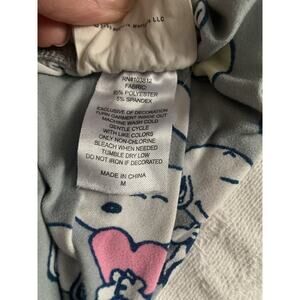 LLC
RN#103812
FABRIC:
95% POLYESTER
5% SPANDEX
EXCLUSIVE OF DECORATION
TURN GARMENT INSIDE OUT
MACHINE WASH COLD
GENTLE CYCLE
WITH LIKE COLORS
ONLY NON-CHLORINE
BLEACH WHEN NEEDED
TUMBLE DRY LOW
DO NOT IRON IF DECORATED
MADE IN CHINA
M